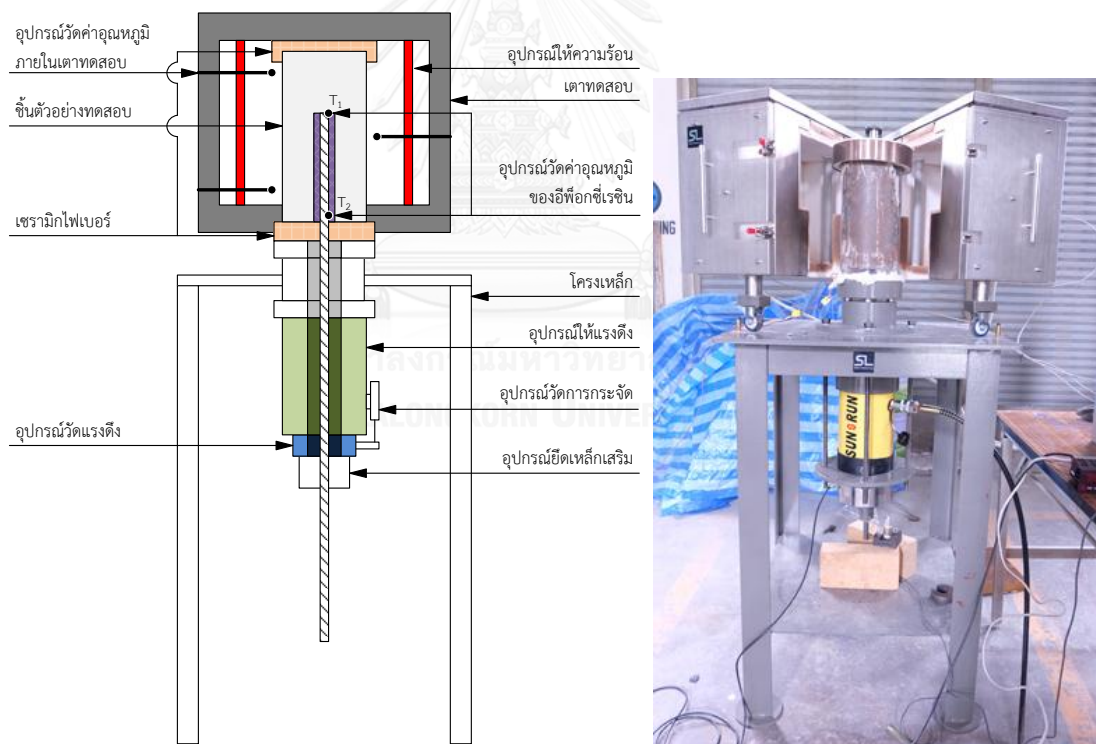 อุปกรณ์วัดค่าอุณหภูมิ
ภายในเตาทดสอบ
ชิ้นตัวอย่างทดสอบ
เซรามิกไฟเบอร์
อุปกรณ์วัดแรงดึง
T1
T2
อุปกรณ์ให้ความร้อน
เตาทดสอบ
อุปกรณ์วัดค่าอุณหภูมิ
ของอีพ็อกซี่เรซิน
โครงเหล็ก
อุปกรณ์ให้แรงดึง
อุปกรณ์วัดการกระจัด
อุปกรณ์ยึดเหล็กเสริม
SL
SL
SUNRUN